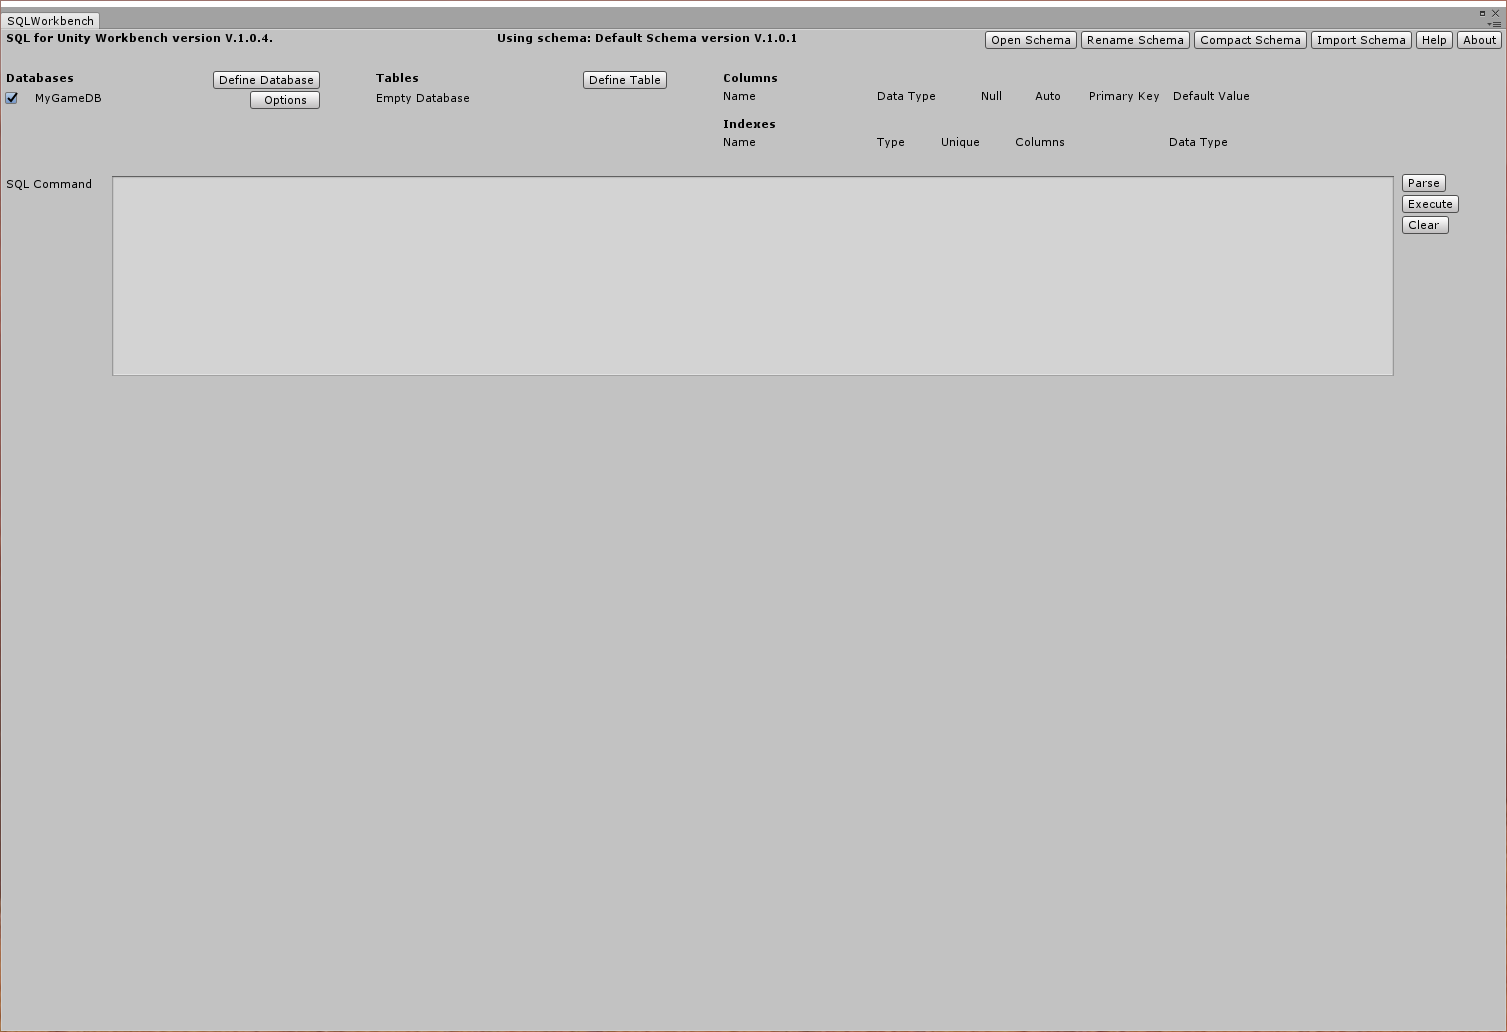 SQLWorkbench
SQL for Unity Workbench version V.1.0.4. Using schema: Default Schema version V.1.0.1 Open Schema Rename Schema Compact Schema Import Schema Help About
Databases Define Database Tables Define Table Columns
MyGameDB Options Empty Database Name Data Type Null Auto Primary Key Default Value
Indexes
Name Type Unique Columns Data Type
SQL Command Parse
Execute
Clear